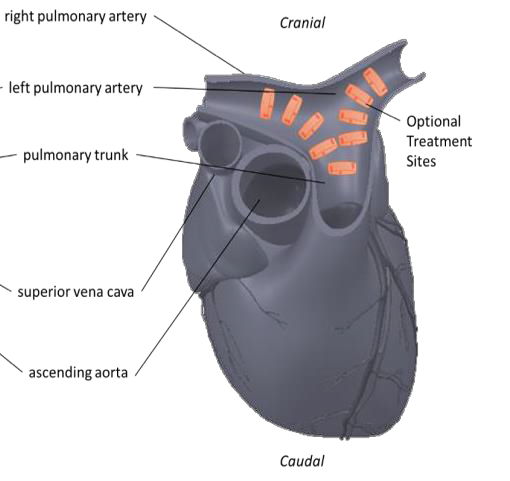 Cranial
right pulmonary artery
left pulmonary artery
Optional
Treatment
Sites
pulmonary trunk
superior vena cava
ascending aorta
Caudal